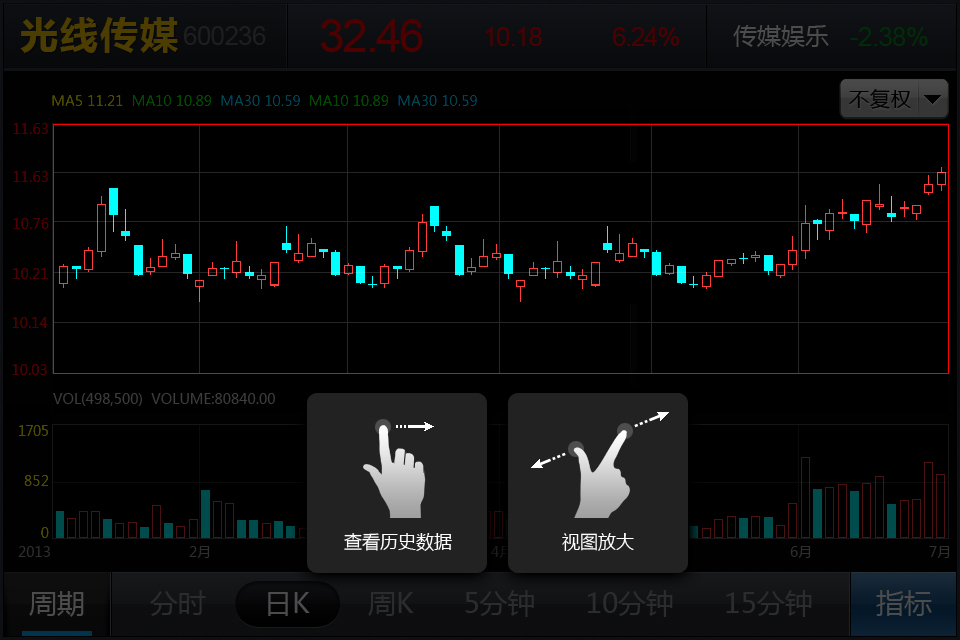 光线传媒 600236 32.46 10.18 6.24% 传媒娱乐 -2.38%
MA5 11.21 MA10 10.89 MA30 10.59 MA10 10.89 MA30 10.59 不复权
11.63
11.63
10.76
10.21
10.14
10.03
VOL(498,500) VOLUME:80840.00
1705
852
0
2013 2月 4月 6月 7月
查看历史数据 视图放大
周期 分时 日K 周K 5分钟 10分钟 15分钟 指标